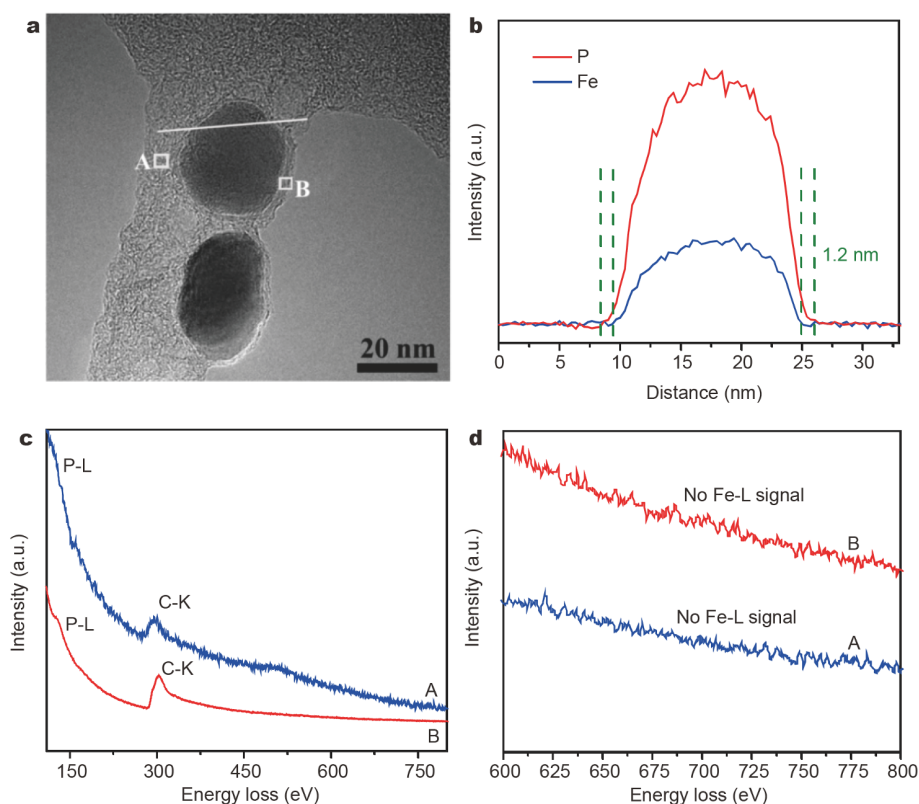 a
A
B
20 nm
b
P
Fe
1.2 nm
Intensity (a.u.)
0 5 10 15 20 25 30
Distance (nm)
c
P-L
C-K
P-L
C-K
A
B
Intensity (a.u.)
150 300 450 600 750
Energy loss (eV)
d
No Fe-L signal
B
No Fe-L signal
A
Intensity (a.u.)
600 625 650 675 700 725 750 775 800
Energy loss (eV)